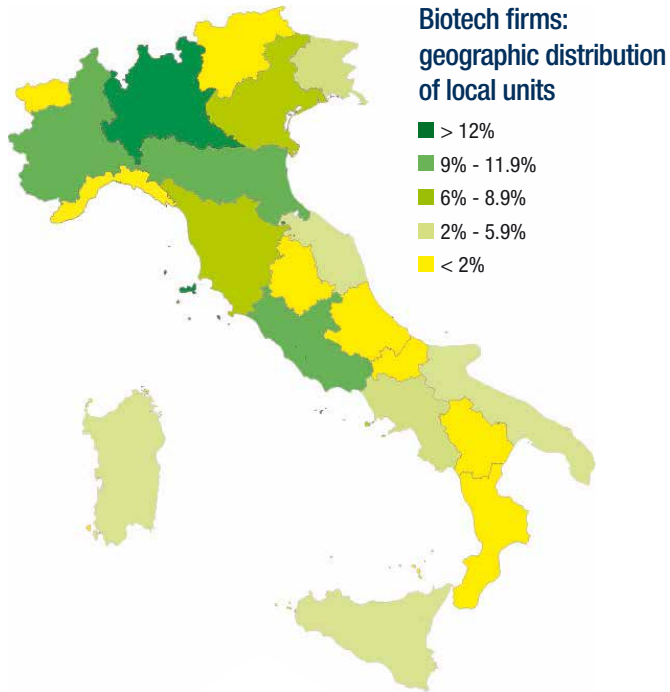 Biotech firms:
geographic distribution
of local units
> 12%
9% - 11.9%
6% - 8.9%
2% - 5.9%
< 2%